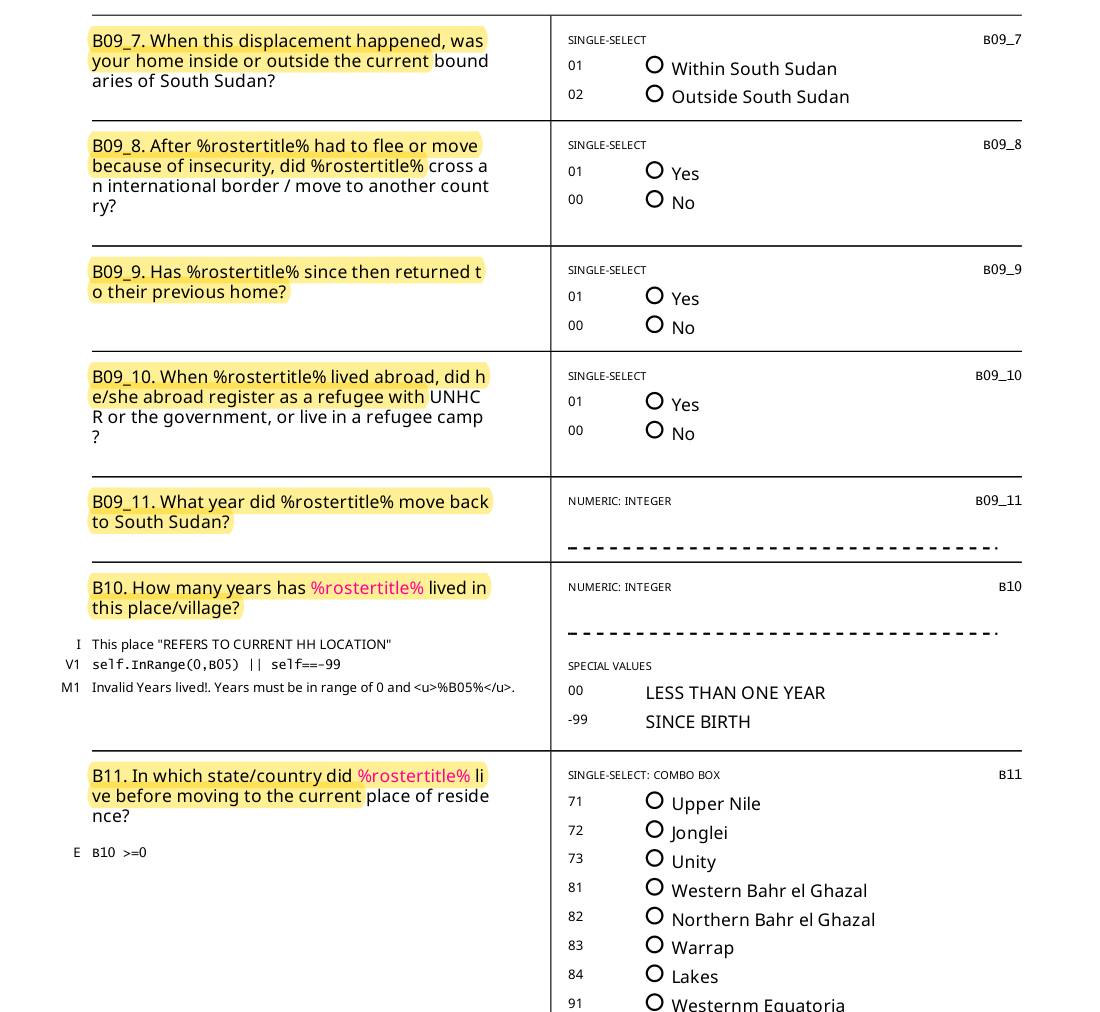 B09_7. When this displacement happened, was
your home inside or outside the current bound
aries of South Sudan?
SINGLE-SELECT
B09_7
01 Within South Sudan
02 Outside South Sudan
B09_8. After %rostertitle% had to flee or move
because of insecurity, did %rostertitle% cross a
n international border / move to another count
ry?
SINGLE-SELECT
B09_8
01 Yes
00 No
B09_9. Has %rostertitle% since then returned t
o their previous home?
SINGLE-SELECT
B09_9
01 Yes
00 No
B09_10. When %rostertitle% lived abroad, did h
e/she abroad register as a refugee with UNHC
R or the government, or live in a refugee camp
?
SINGLE-SELECT
B09_10
01 Yes
00 No
B09_11. What year did %rostertitle% move back
to South Sudan?
NUMERIC: INTEGER
B09_11
B10. How many years has %rostertitle% lived in
this place/village?
I This place "REFERS TO CURRENT HH LOCATION"
V1 self.InRange(0,B05) || self==-99
M1 Invalid Years lived!. Years must be in range of 0 and <u>%B05%</u>.
NUMERIC: INTEGER
B10
SPECIAL VALUES
00 LESS THAN ONE YEAR
-99 SINCE BIRTH
B11. In which state/country did %rostertitle% li
ve before moving to the current place of reside
nce?
E B10 >=0
SINGLE-SELECT: COMBO BOX
B11
71 Upper Nile
72 Jonglei
73 Unity
81 Western Bahr el Ghazal
82 Northern Bahr el Ghazal
83 Warrap
84 Lakes
91 Westernm Equatoria